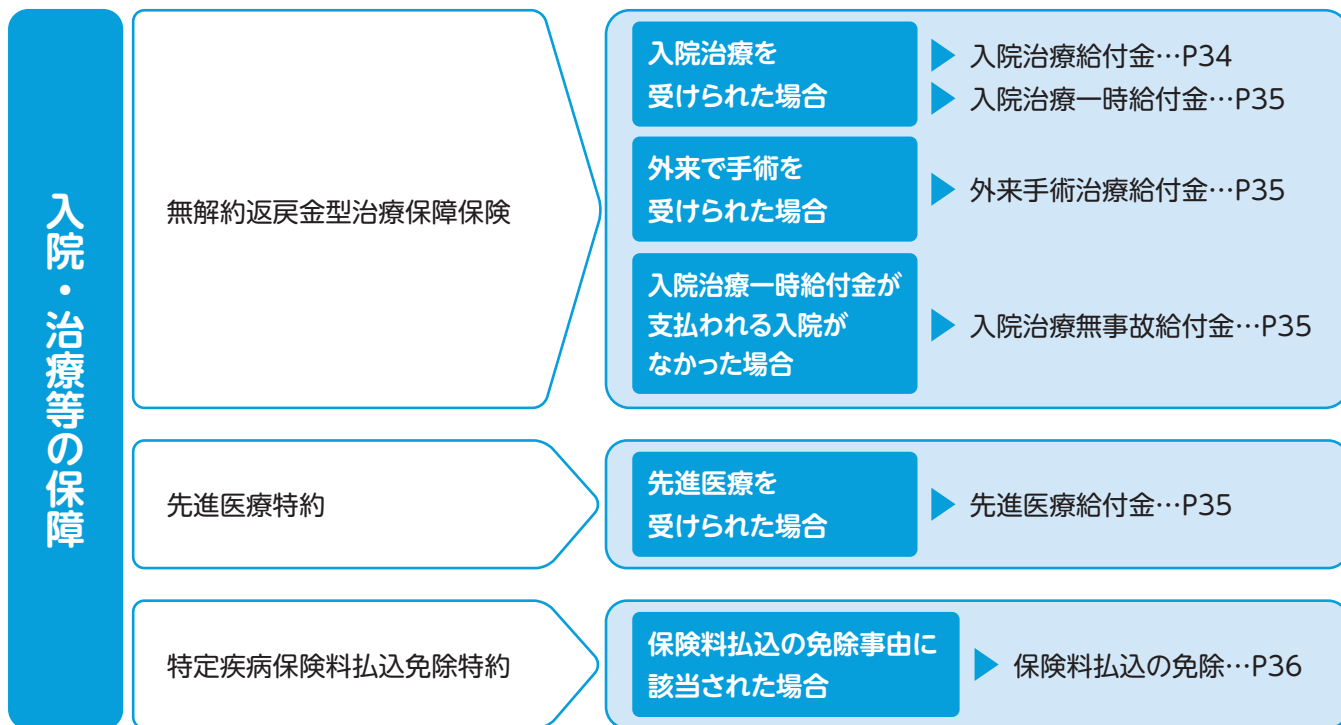 入院・治療等の保障
無解約返戻金型治療保障保険
入院治療を
受けられた場合
入院治療給付金…P34
入院治療一時給付金…P35
外来で手術を
受けられた場合
外来手術治療給付金…P35
入院治療一時給付金が
支払われる入院が
なかった場合
入院治療無事故給付金…P35
先進医療特約
先進医療を
受けられた場合
先進医療給付金…P35
特定疾病保険料払込免除特約
保険料払込の免除事由に
該当された場合
保険料払込の免除…P36